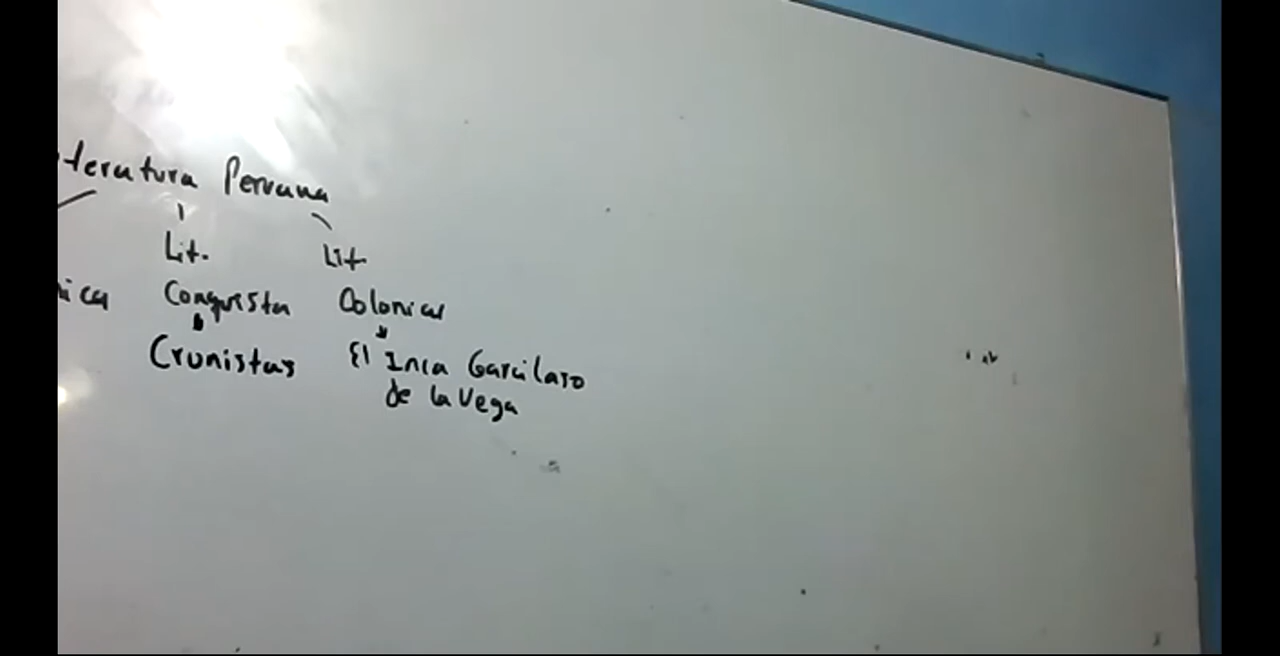 teratura Peruana
Lit. Lit
ica Conquista Colonial
Cronistas El Inca Garcilaso
de la Vega